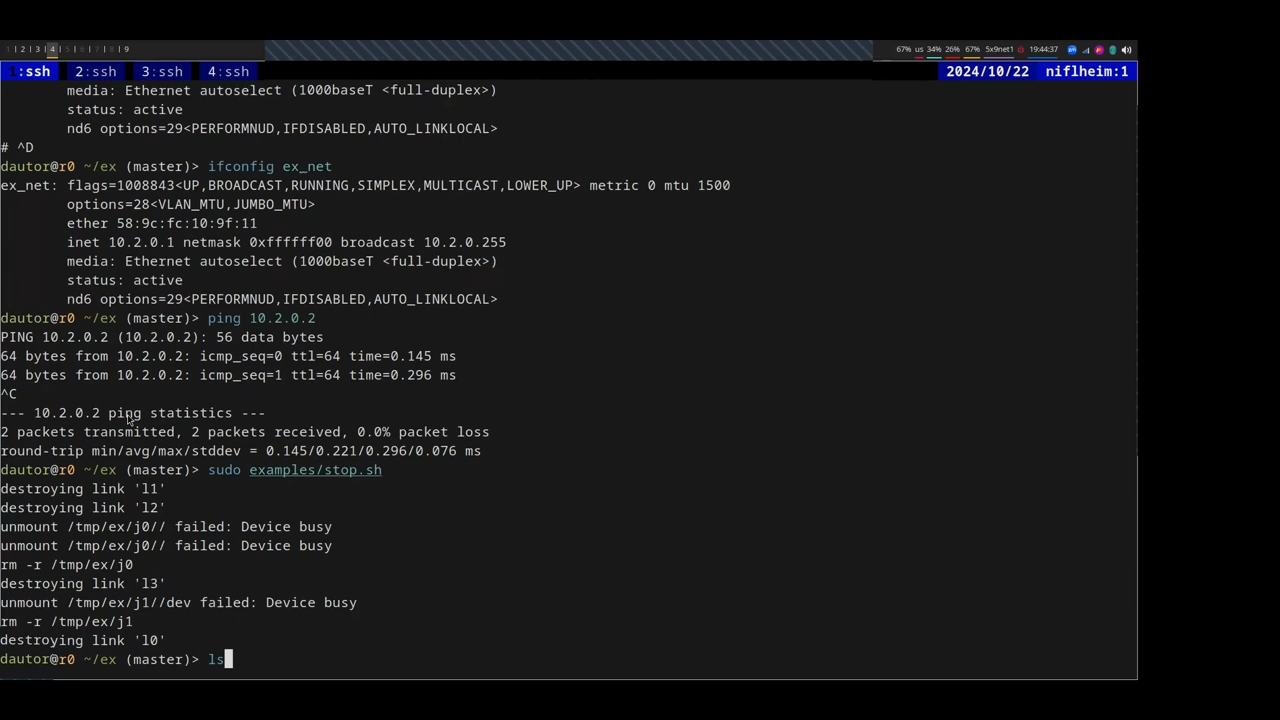 1 | 2 | 3 | 4 | 5 | 6 | 7 | 8 | 9
67% us 34% 26% 67% 5x9net1 19:44:37
1:ssh 2:ssh 3:ssh 4:ssh 2024/10/22 niflheim:1
media: Ethernet autoselect (1000baseT <full-duplex>)
status: active
nd6 options=29<PERFORMNUD,IFDISABLED,AUTO_LINKLOCAL>
# ^D
dautor@r0 ~/ex (master)> ifconfig ex_net
ex_net: flags=1008843<UP,BROADCAST,RUNNING,SIMPLEX,MULTICAST,LOWER_UP> metric 0 mtu 1500
options=28<VLAN_MTU,JUMBO_MTU>
ether 58:9c:fc:10:9f:11
inet 10.2.0.1 netmask 0xffffff00 broadcast 10.2.0.255
media: Ethernet autoselect (1000baseT <full-duplex>)
status: active
nd6 options=29<PERFORMNUD,IFDISABLED,AUTO_LINKLOCAL>
dautor@r0 ~/ex (master)> ping 10.2.0.2
PING 10.2.0.2 (10.2.0.2): 56 data bytes
64 bytes from 10.2.0.2: icmp_seq=0 ttl=64 time=0.145 ms
64 bytes from 10.2.0.2: icmp_seq=1 ttl=64 time=0.296 ms
^C
--- 10.2.0.2 ping statistics ---
2 packets transmitted, 2 packets received, 0.0% packet loss
round-trip min/avg/max/stddev = 0.145/0.221/0.296/0.076 ms
dautor@r0 ~/ex (master)> sudo examples/stop.sh
destroying link 'l1'
destroying link 'l2'
unmount /tmp/ex/j0// failed: Device busy
unmount /tmp/ex/j0// failed: Device busy
rm -r /tmp/ex/j0
destroying link 'l3'
unmount /tmp/ex/j1//dev failed: Device busy
rm -r /tmp/ex/j1
destroying link 'l0'
dautor@r0 ~/ex (master)> ls